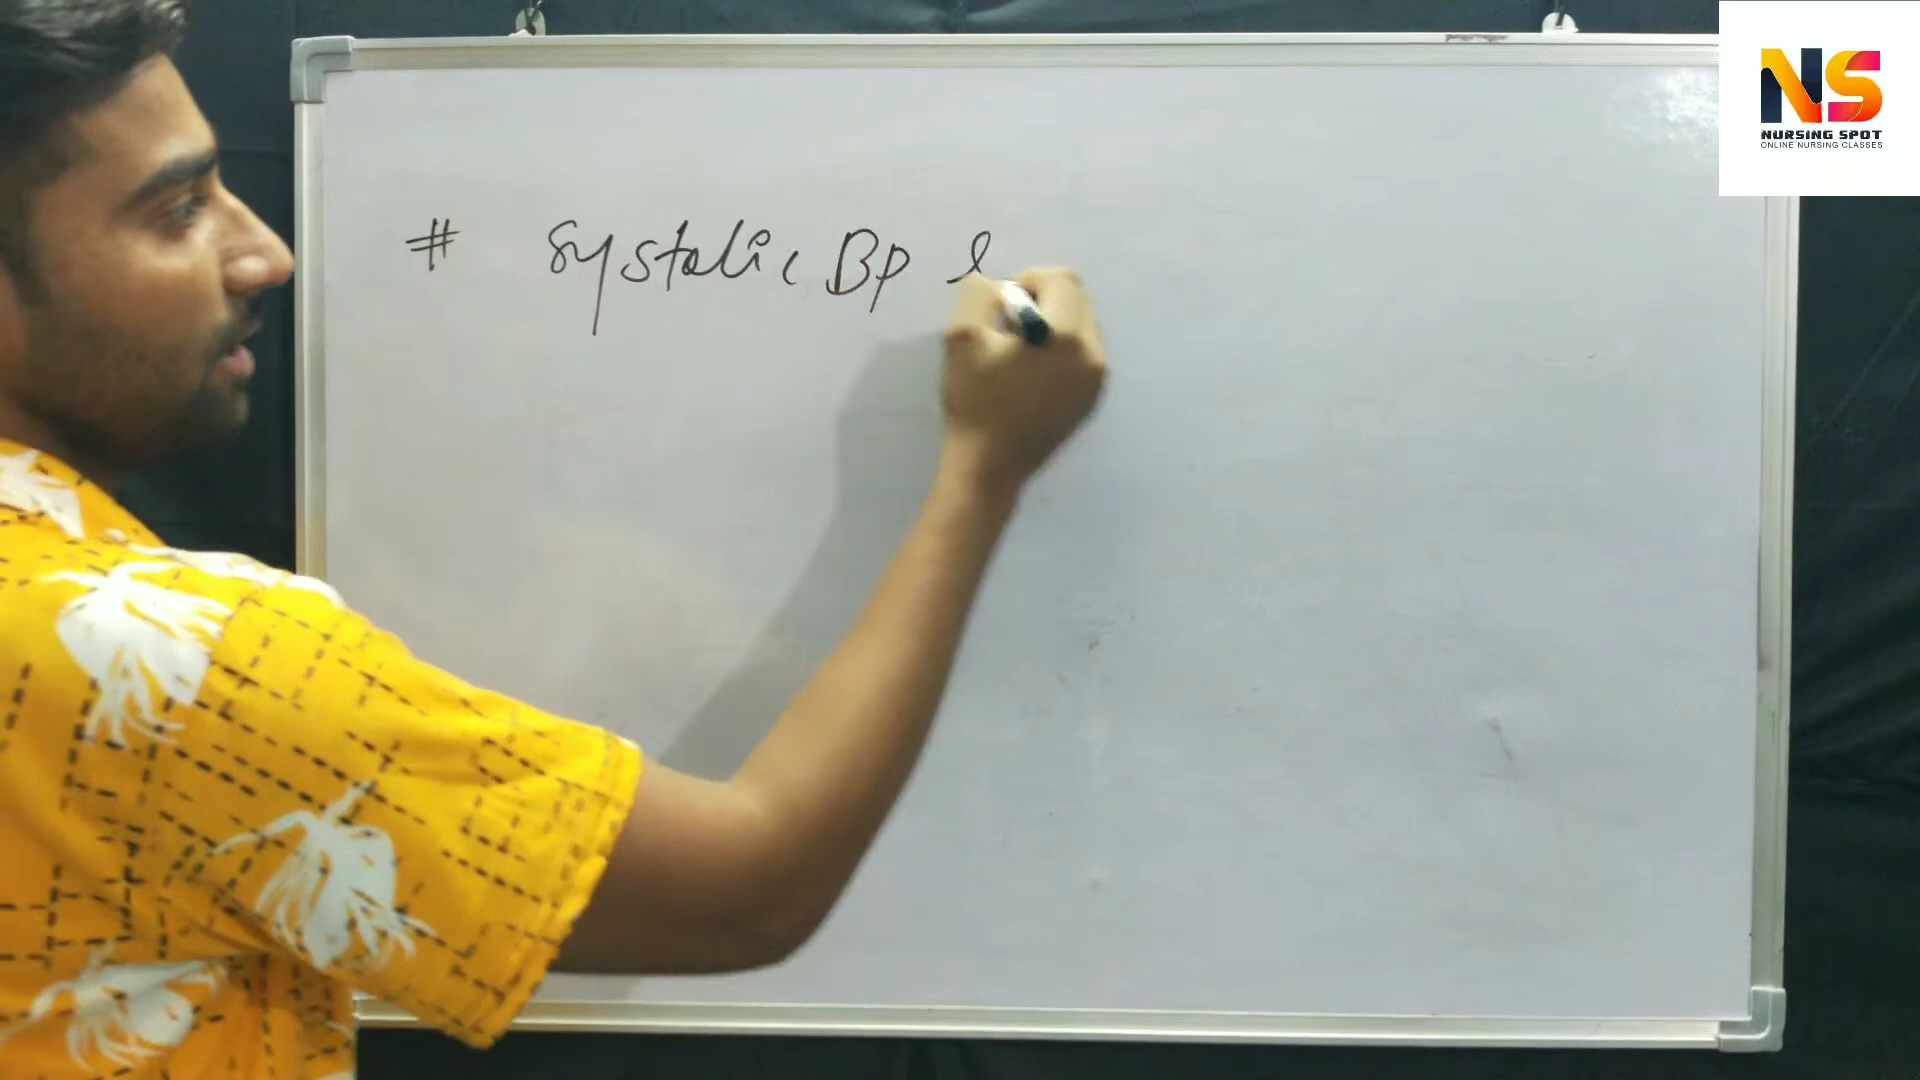 # Systolic BP &
NS
NURSING SPOT
ONLINE NURSING CLASSES